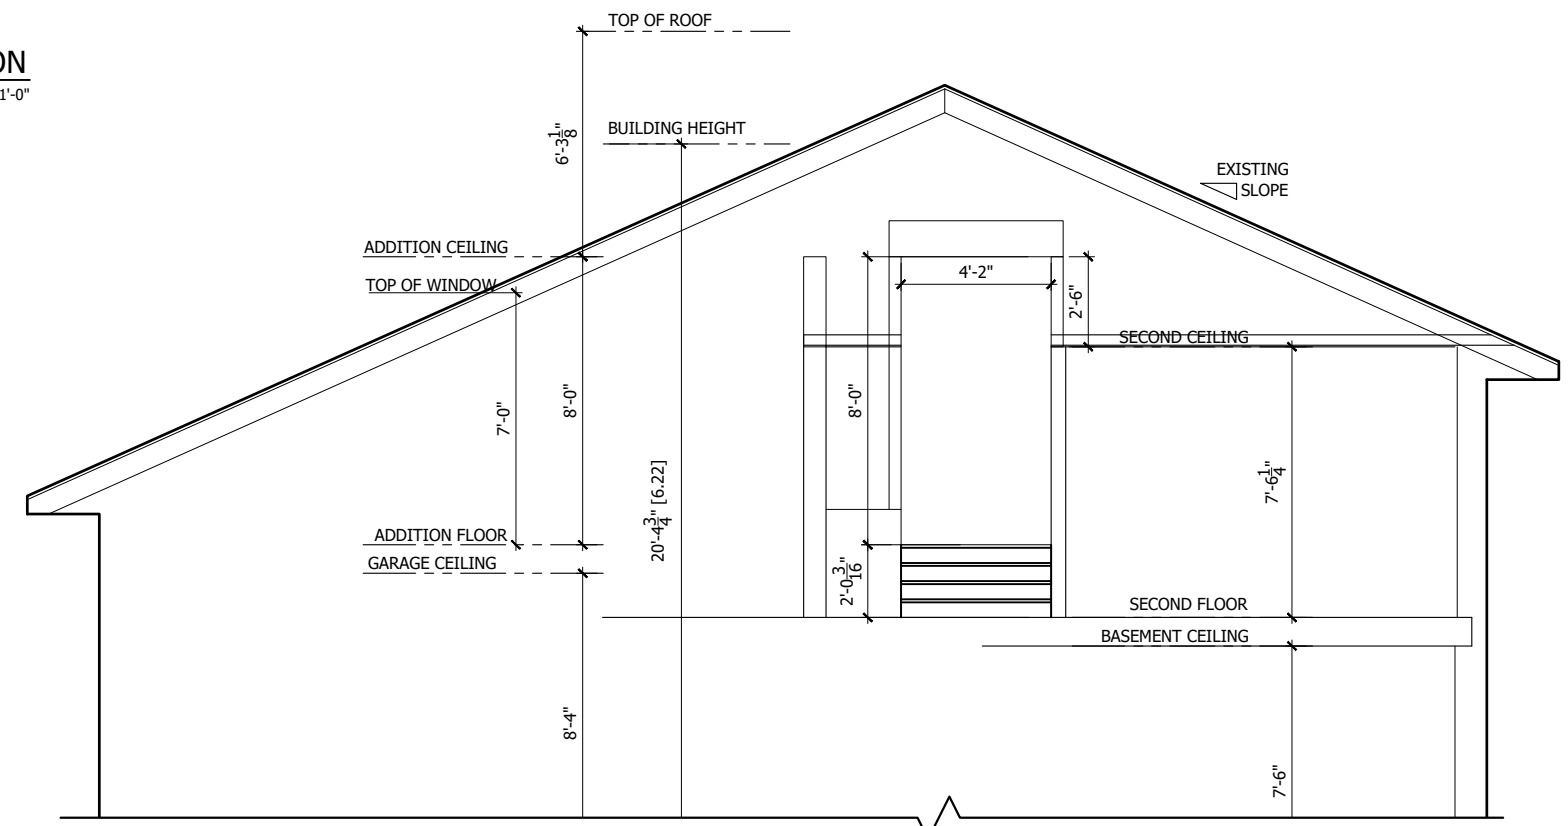 TOP OF ROOF
ON
1'-0"
6'-3 1/8"
BUILDING HEIGHT
EXISTING
SLOPE
ADDITION CEILING
TOP OF WINDOW
4'-2"
2'-6"
SECOND CEILING
7'-0"
8'-0"
8'-0"
20'-4 3/4" [6.22]
7'-6 1/4"
ADDITION FLOOR
GARAGE CEILING
2'-0 3/16"
SECOND FLOOR
BASEMENT CEILING
8'-4"
7'-6"